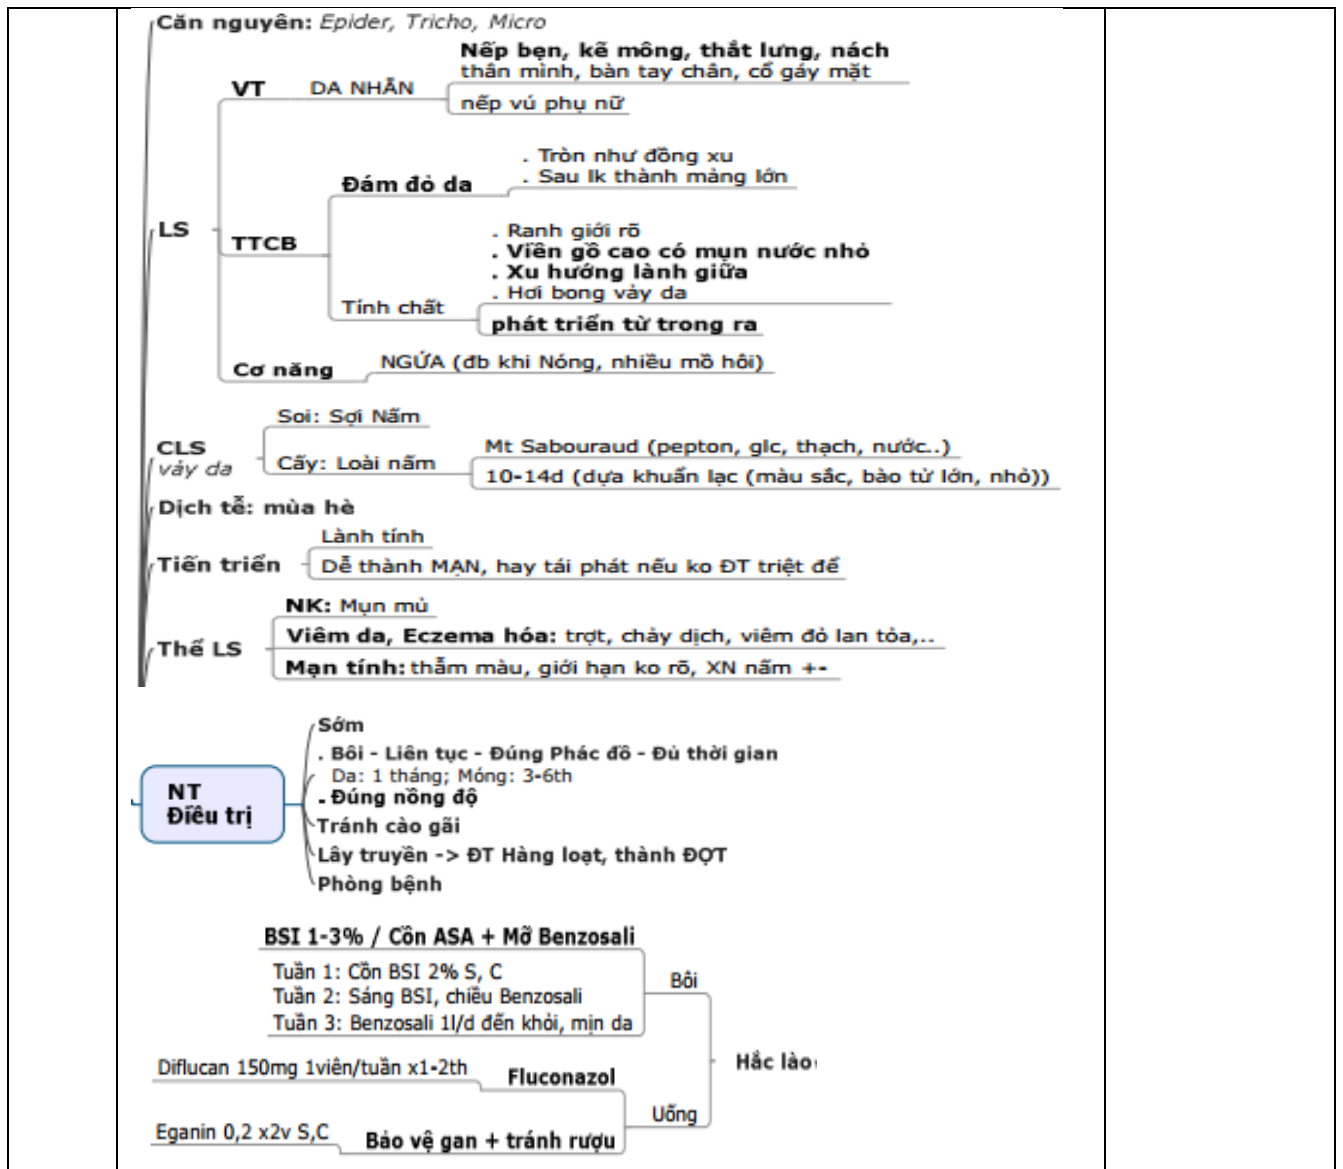 Căn nguyên: Epider, Tricho, Micro
LS
VT
DA NHẴN
Nếp bẹn, kẽ mông, thắt lưng, nách
thân mình, bàn tay chân, cổ gáy mặt
nếp vú phụ nữ
TTCB
Đám đỏ da
. Tròn như đồng xu
. Sau lk thành mảng lớn
Tính chất
. Ranh giới rõ
. Viền gồ cao có mụn nước nhỏ
. Xu hướng lành giữa
. Hơi bong vảy da
phát triển từ trong ra
Cơ năng
NGỨA (đb khi Nóng, nhiều mồ hôi)
CLS
vảy da
Soi: Sợi Nấm
Cấy: Loài nấm
Mt Sabouraud (pepton, glc, thạch, nước..)
10-14d (dựa khuẩn lạc (màu sắc, bào tử lớn, nhỏ))
Dịch tễ: mùa hè
Tiến triển
Lành tính
Dễ thành MẠN, hay tái phát nếu ko ĐT triệt để
Thể LS
NK: Mụn mủ
Viêm da, Eczema hóa: trợt, chảy dịch, viêm đỏ lan tỏa,..
Mạn tính: thẫm màu, giới hạn ko rõ, XN nấm +-
NT
Điều trị
Sớm
. Bôi - Liên tục - Đúng Phác đồ - Đủ thời gian
Da: 1 tháng; Móng: 3-6th
. Đúng nồng độ
Tránh cào gãi
Lây truyền -> ĐT Hàng loạt, thành ĐỢT
Phòng bệnh
Hắc lào
Bôi
BSI 1-3% / Cồn ASA + Mỡ Benzosali
Tuần 1: Cồn BSI 2% S, C
Tuần 2: Sáng BSI, chiều Benzosali
Tuần 3: Benzosali 1l/d đến khỏi, mịn da
Uống
Fluconazol
Diflucan 150mg 1viên/tuần x1-2th
Bảo vệ gan + tránh rượu
Eganin 0,2 x2v S,C